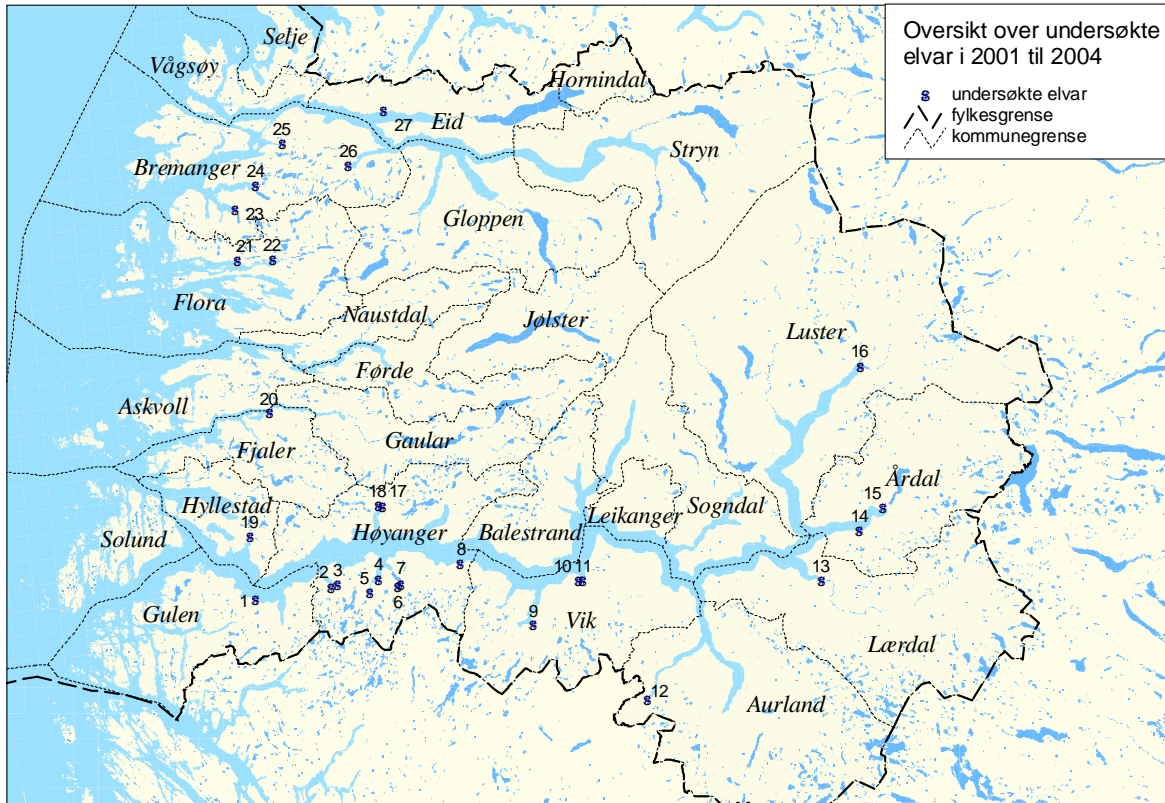 Oversikt over undersøkte
elvar i 2001 til 2004
undersøkte elvar
fylkesgrense
kommunegrense
Selje
Vågsøy
Hornindal
27
Eid
25
Stryn
26
Bremanger
24
23
Gloppen
21 22
Flora
Naustdal
Jølster
Luster
16
Førde
Askvoll
20
Gaular
Fjaler
Årdal
15
18 17
Hyllestad
Leikanger
Sogndal
14
19
Høyanger
Balestrand
Solund
8
2 3
4
7
10 11
13
5
1
6
Gulen
9
Vik
Lærdal
12
Aurland